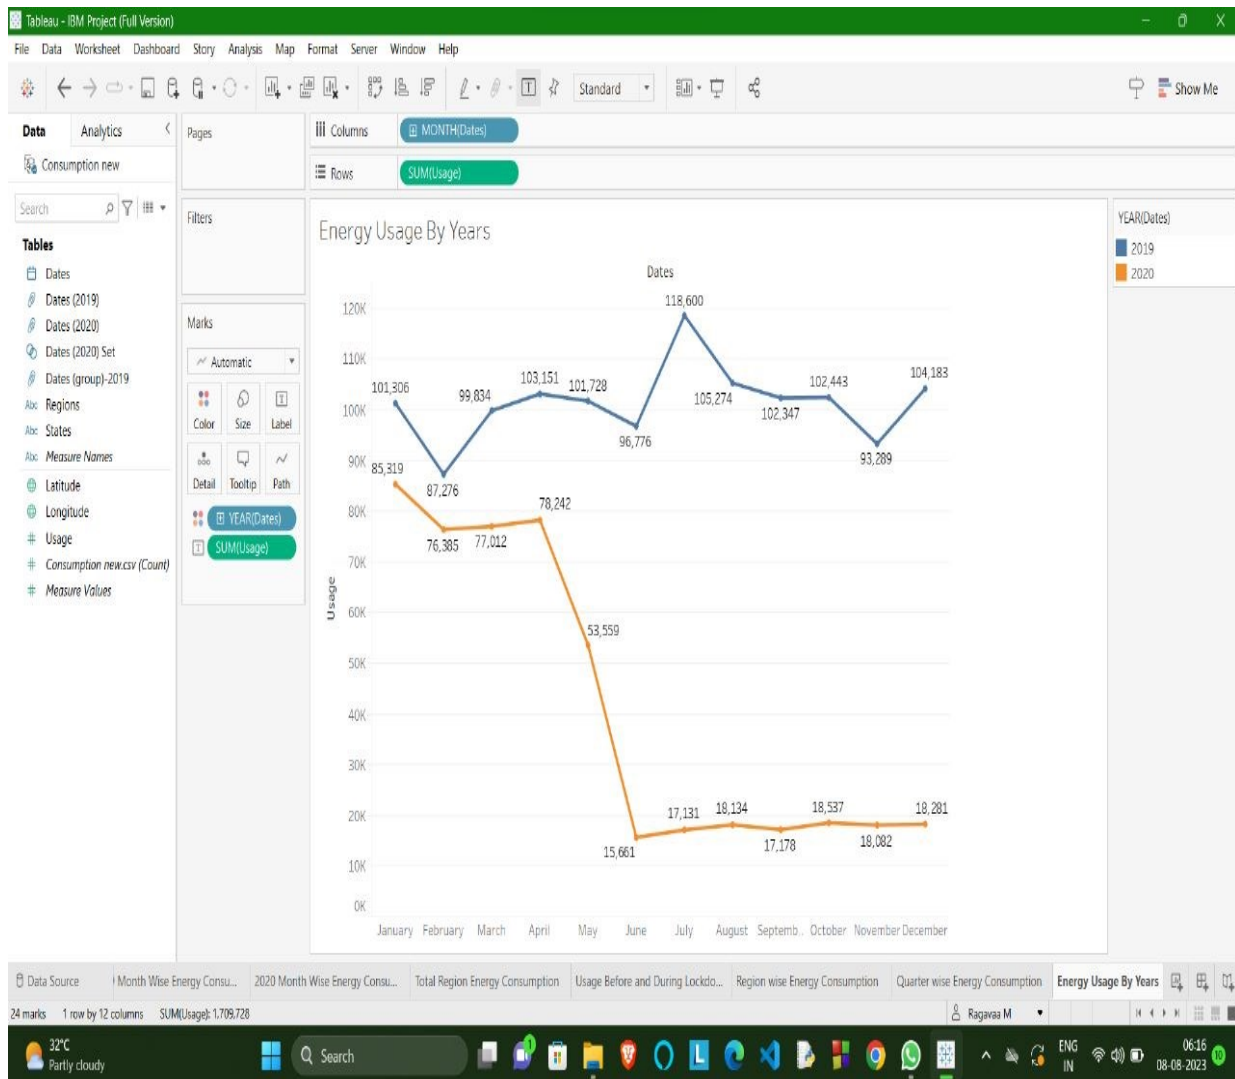 Tableau - IBM Project (Full Version)
File Data Worksheet Dashboard Story Analysis Map Format Server Window Help
Standard
Show Me
Data Analytics
Consumption new
Search
Tables
Dates
Dates (2019)
Dates (2020)
Dates (2020) Set
Dates (group)-2019
Abc Regions
Abc States
Abc Measure Names
Latitude
Longitude
# Usage
# Consumption new.csv (Count)
# Measure Values
Pages
Filters
Marks
Automatic
Color Size Label
Detail Tooltip Path
YEAR(Dates)
SUM(Usage)
Columns MONTH(Dates)
Rows SUM(Usage)
Energy Usage By Years
Dates
Usage
120K
110K
100K
90K
80K
70K
60K
50K
40K
30K
20K
10K
0K
101,306
87,276
99,834
103,151
101,728
96,776
118,600
105,274
102,347
102,443
93,289
104,183
85,319
76,385
77,012
78,242
53,559
15,661
17,131
18,134
17,178
18,537
18,082
18,281
January February March April May June July August Septemb.. October November December
YEAR(Dates)
2019
2020
Data Source Month Wise Energy Consu... 2020 Month Wise Energy Consu... Total Region Energy Consumption Usage Before and During Lockdo... Region wise Energy Consumption Quarter wise Energy Consumption Energy Usage By Years
24 marks 1 row by 12 columns SUM(Usage): 1,709,728 Ragavaa M
32°C
Partly cloudy
Search
ENG
IN
06:16
08-08-2023